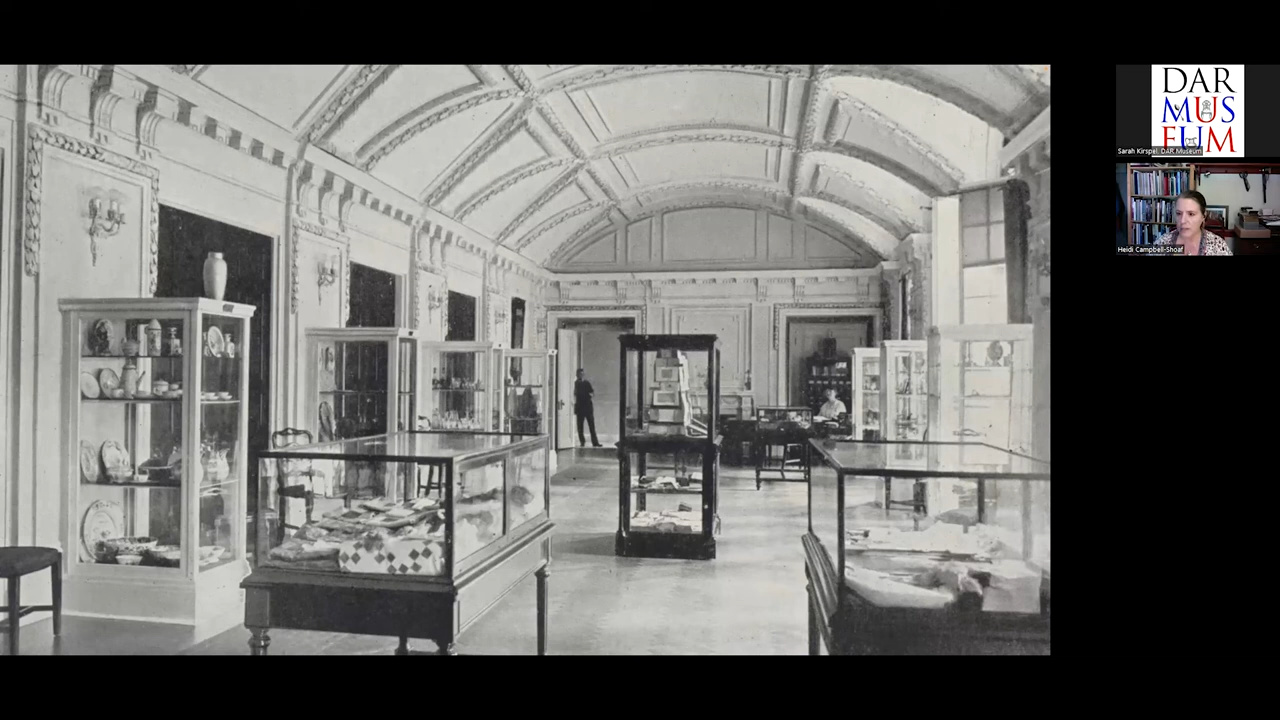 DAR
MUS
EUM
Sarah Kirspel, DAR Museum
Heidi Campbell-Shoaf